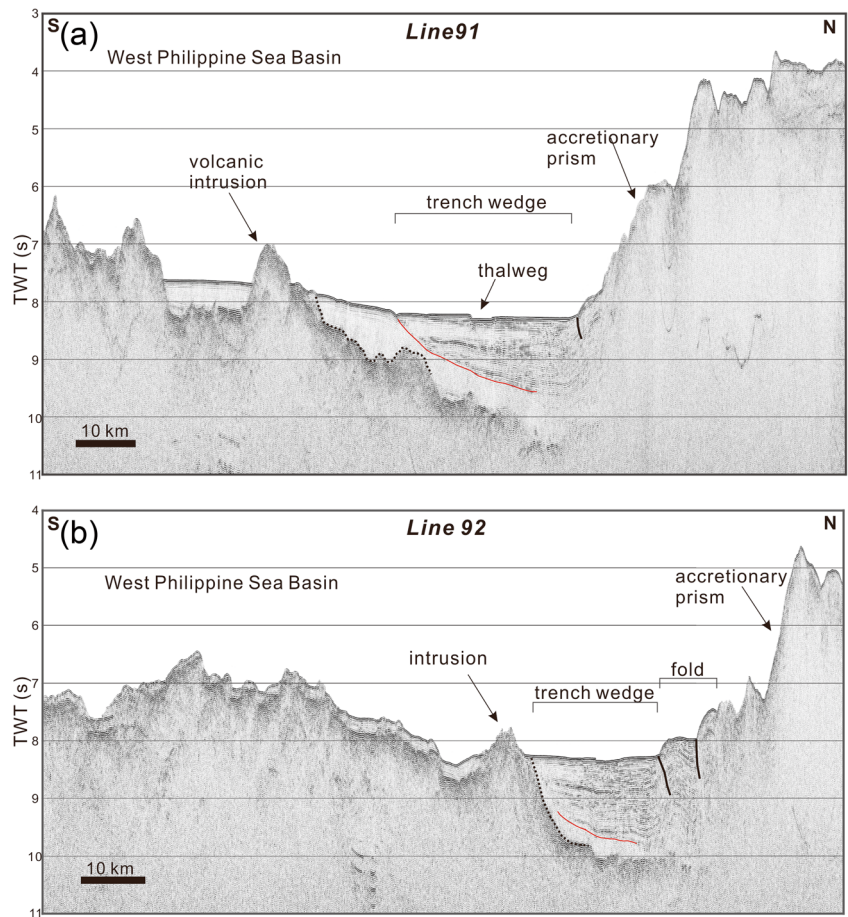 S (a) Line91 N
West Philippine Sea Basin
volcanic
intrusion
accretionary
prism
trench wedge
thalweg
TWT (s)
3
4
5
6
7
8
9
10
11
10 km
S (b) Line 92 N
West Philippine Sea Basin
accretionary
prism
intrusion
fold
trench wedge
TWT (s)
4
5
6
7
8
9
10
11
10 km